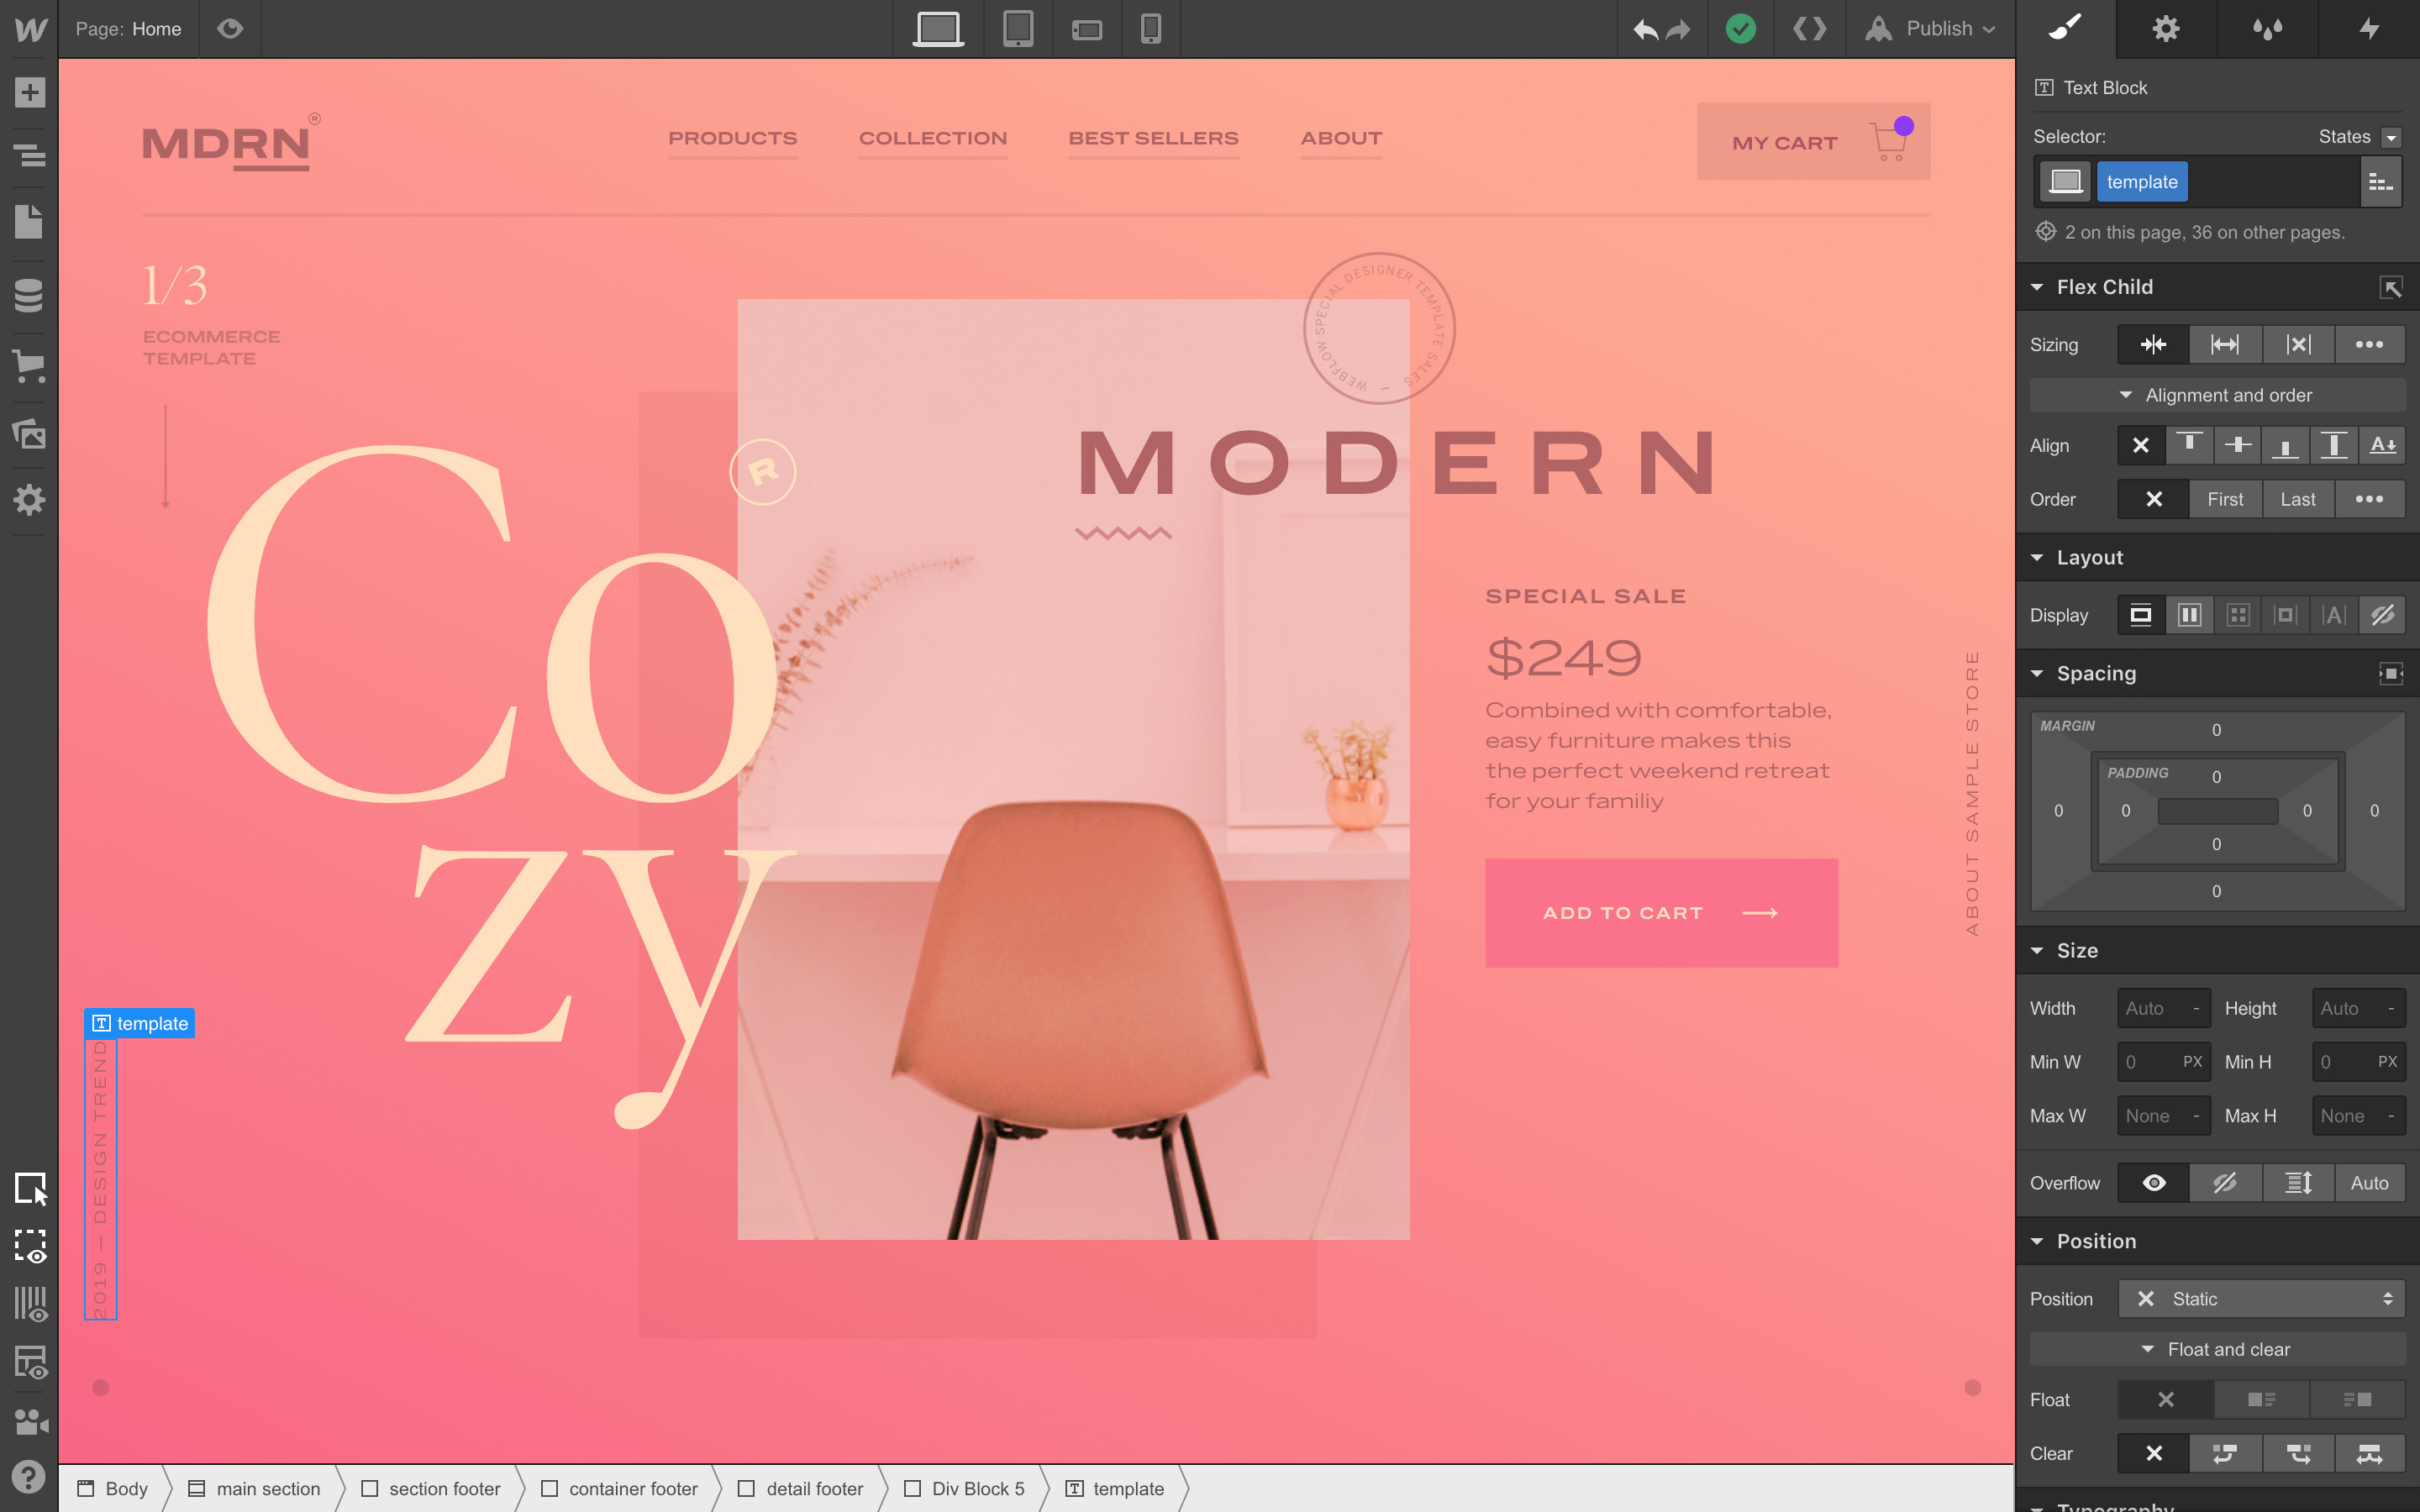 Page: Home
Publish
MDRN®
PRODUCTS
COLLECTION
BEST SELLERS
ABOUT
MY CART
1/3
ECOMMERCE
TEMPLATE
WEBFLOW SPECIAL DESIGNER TEMPLATE SALES —
R
MODERN
Co
zy
SPECIAL SALE
$249
Combined with comfortable,
easy furniture makes this
the perfect weekend retreat
for your familiy
ADD TO CART
ABOUT SAMPLE STORE
template
2019 — DESIGN TREND
Body
main section
section footer
container footer
detail footer
Div Block 5
template
Text Block
Selector:
States
template
2 on this page, 36 on other pages.
Flex Child
Sizing
Alignment and order
Align
Order
First
Last
Layout
Display
Spacing
MARGIN
0
PADDING
0
0
0
0
0
0
0
Size
Width
Auto
-
Height
Auto
-
Min W
0
PX
Min H
0
PX
Max W
None
-
Max H
None
-
Overflow
Auto
Position
Position
Static
Float and clear
Float
Clear
Typography